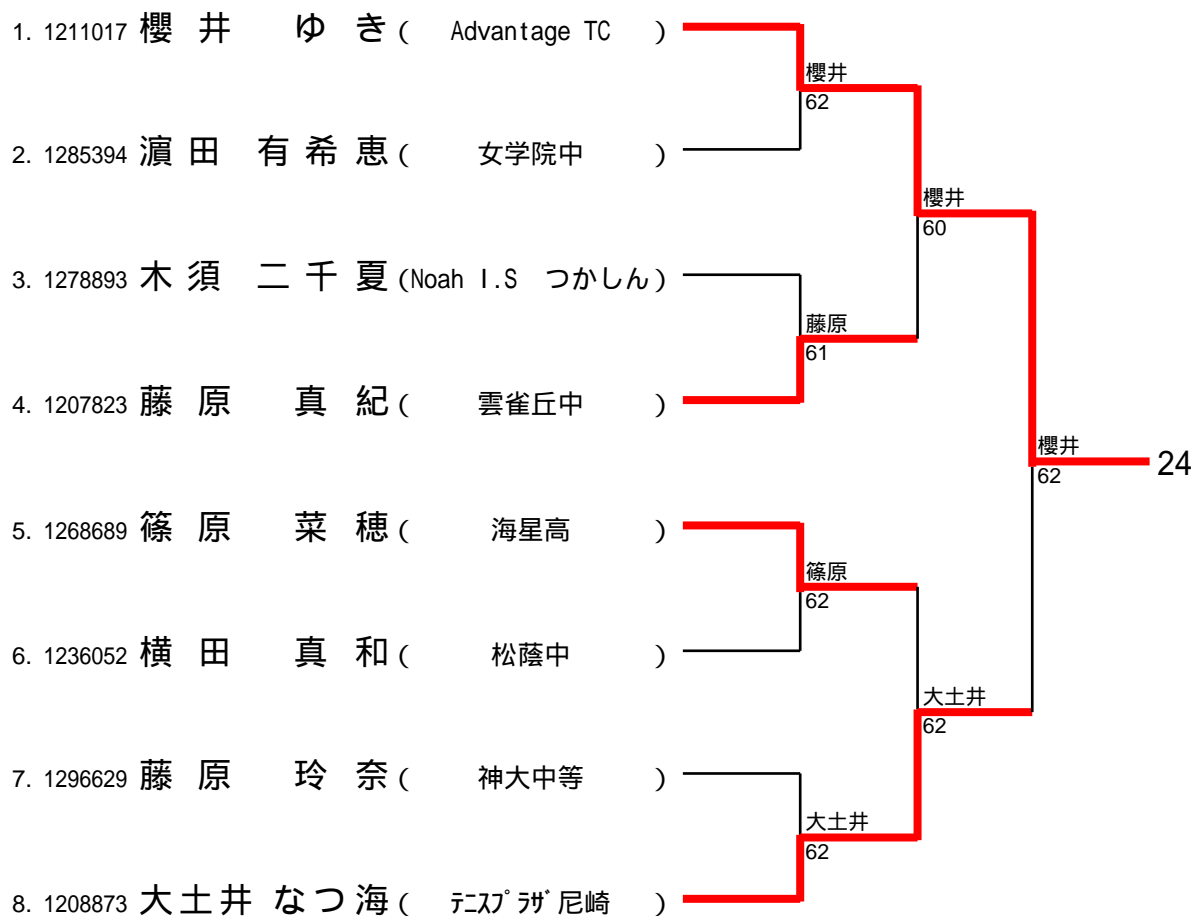 1. 1211017 櫻井 ゆき ( Advantage TC )
櫻井
62
2. 1285394 濵田 有希恵 ( 女学院中 )
櫻井
60
3. 1278893 木須 二千夏 (Noah I.S つかしん )
藤原
61
4. 1207823 藤原 真紀 ( 雲雀丘中 )
櫻井
62
24
5. 1268689 篠原 菜穂 ( 海星高 )
篠原
62
6. 1236052 横田 真和 ( 松蔭中 )
大土井
62
7. 1296629 藤原 玲奈 ( 神大中等 )
大土井
62
8. 1208873 大土井 なつ海 ( テニスプラザ尼崎 )